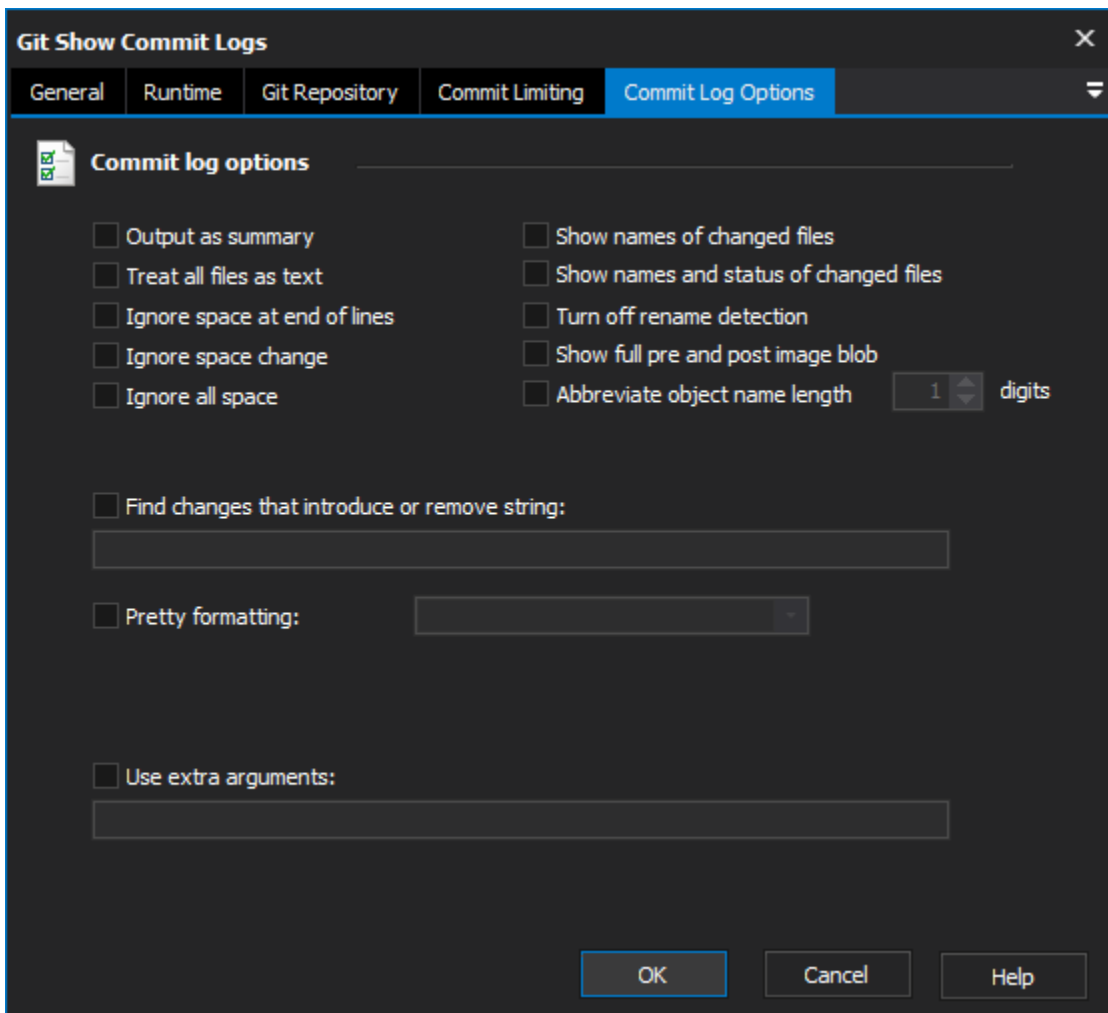 Git Show Commit Logs
General Runtime Git Repository Commit Limiting Commit Log Options
Commit log options
Output as summary Show names of changed files
Treat all files as text Show names and status of changed files
Ignore space at end of lines Turn off rename detection
Ignore space change Show full pre and post image blob
Ignore all space Abbreviate object name length 1 digits
Find changes that introduce or remove string:
Pretty formatting:
Use extra arguments:
OK Cancel Help